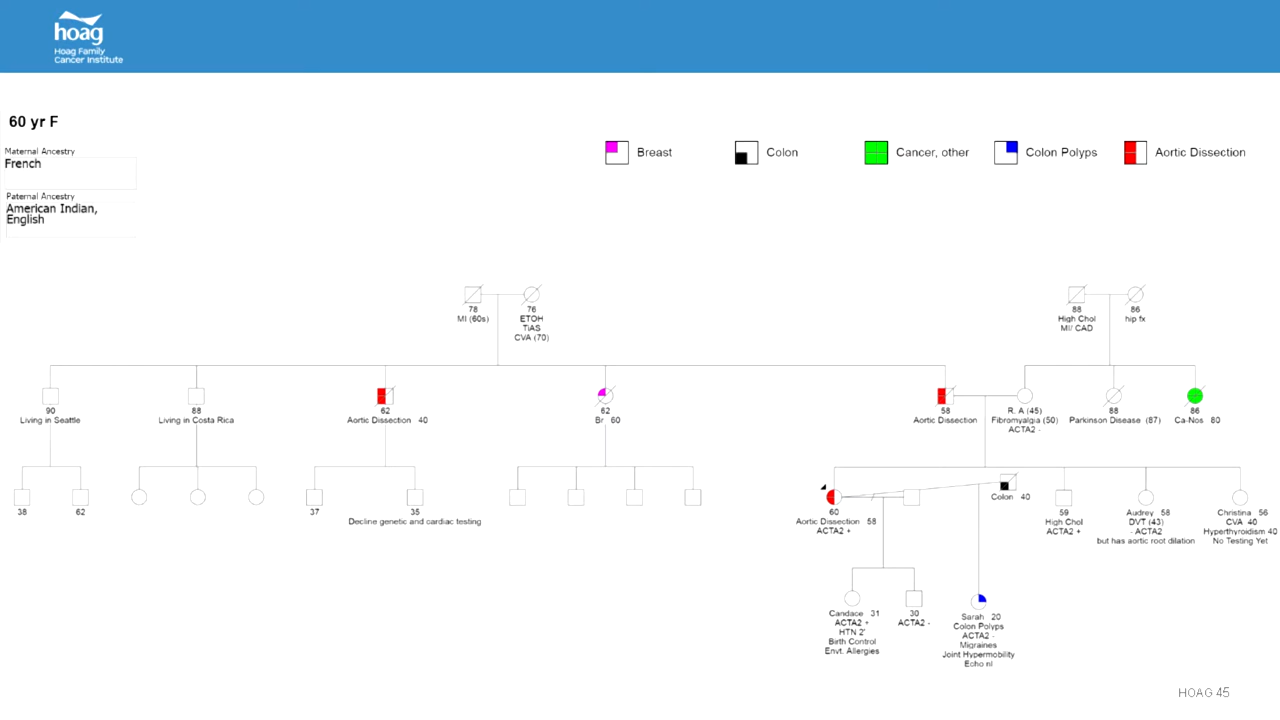 hoag
Hoag Family
Cancer Institute
60 yr F
Maternal Ancestry
French
Paternal Ancestry
American Indian,
English
Breast
Colon
Cancer, other
Colon Polyps
Aortic Dissection
78
MI (60s)
76
ETOH
TIAS
CVA (70)
88
High Chol
MI/ CAD
86
hip fx
90
Living in Seattle
88
Living in Costa Rica
62
Aortic Dissection 40
62
Br 60
58
Aortic Dissection
R. A (45)
Fibromyalgia (50)
ACTA2 -
88
Parkinson Disease (87)
86
Ca-Nos 80
38
62
37
35
Decline genetic and cardiac testing
60
Aortic Dissection 58
ACTA2 +
Colon 40
59
High Chol
ACTA2 +
Audrey 58
DVT (43)
- ACTA2
but has aortic root dilation
Christina 56
CVA 40
Hyperthyroidism 40
No Testing Yet
Candace 31
ACTA2 +
HTN 2'
Birth Control
Envt. Allergies
30
ACTA2 -
Sarah 20
Colon Polyps
ACTA2 -
Migraines
Joint Hypermobility
Echo nl
HOAG 45